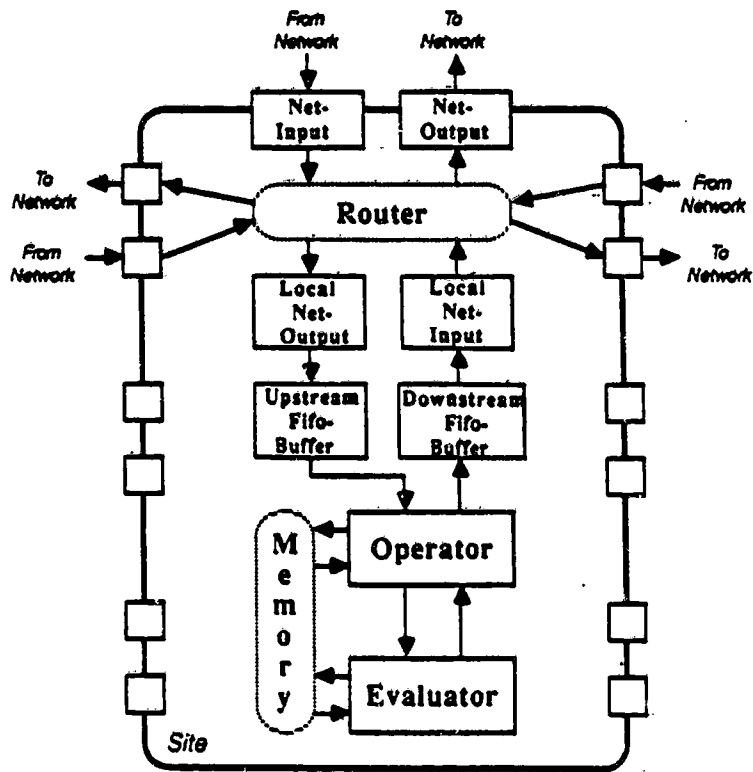 From
Network
To
Network
Net-
Input
Net-
Output
To
Network
From
Network
Router
From
Network
To
Network
Local
Net-
Output
Local
Net-
Input
Upstream
Fifo-
Buffer
Downstream
Fifo-
Buffer
Memory
Operator
Evaluator
Site